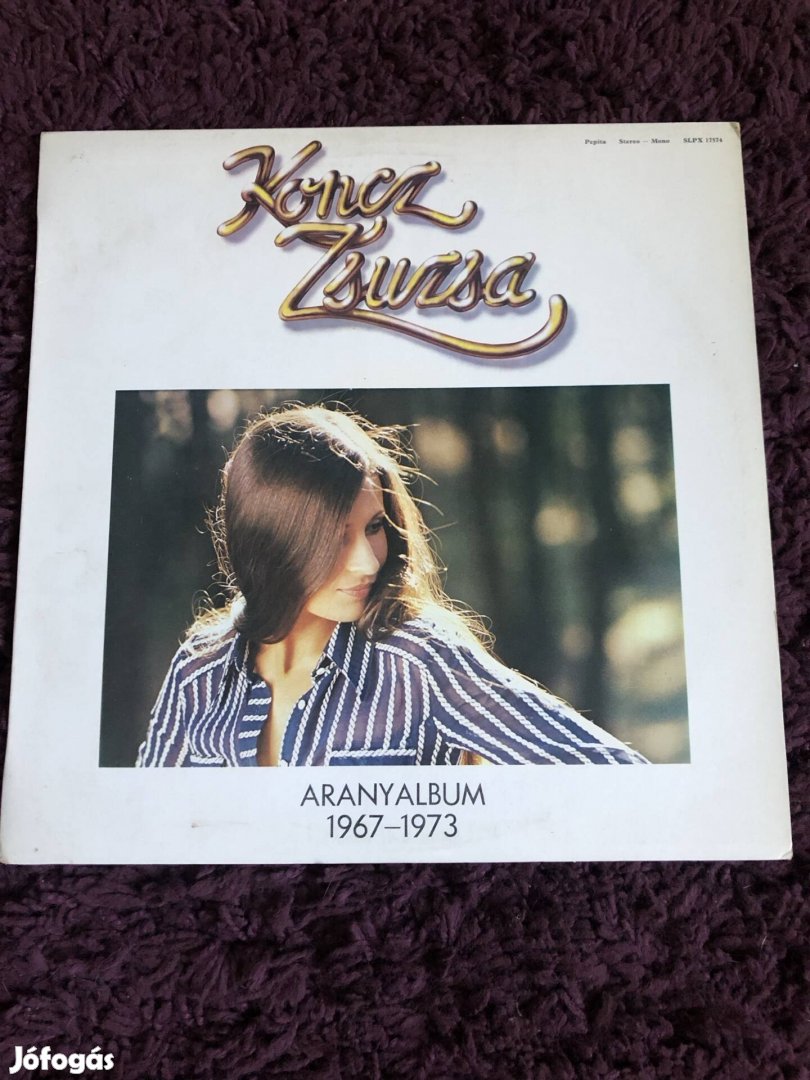 Pepita Stereo – Mono SLPX 17574
Koncz
Zsuzsa
ARANYALBUM
1967–1973
Jófogás